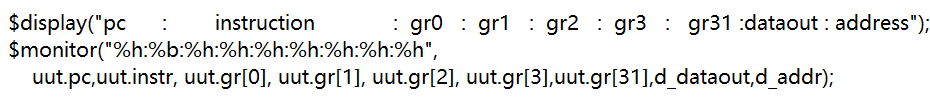 $display("pc : instruction : gr0 : gr1 : gr2 : gr3 : gr31 :dataout : address");
$monitor("%h:%b:%h:%h:%h:%h:%h:%h:%h",
uut.pc,uut.instr, uut.gr[0], uut.gr[1], uut.gr[2], uut.gr[3],uut.gr[31],d_dataout,d_addr);